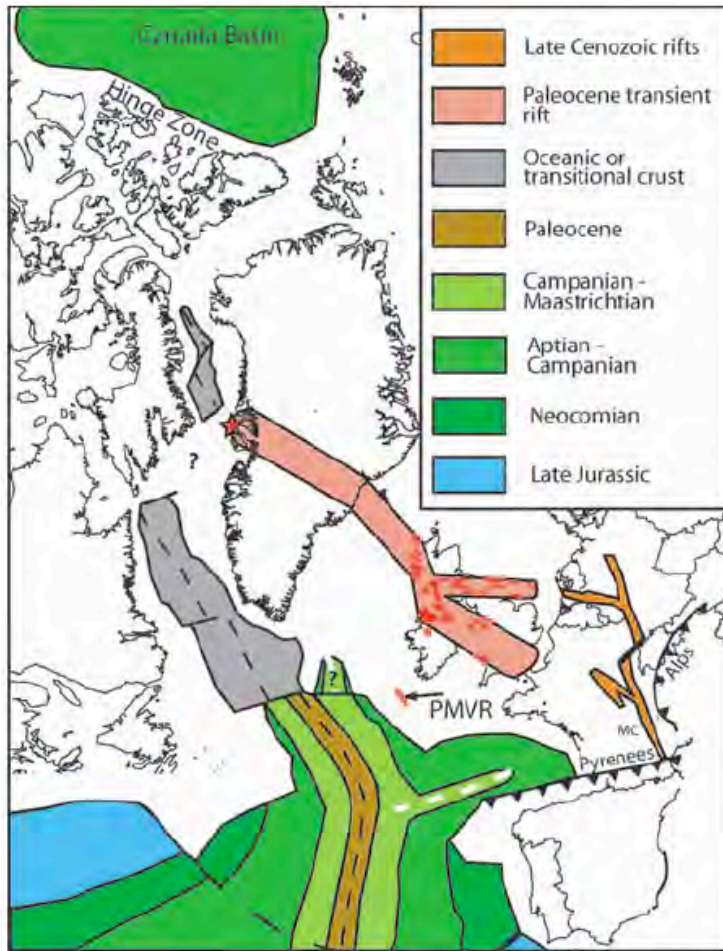 Canada Basin
Hinge Zone
Late Cenozoic rifts
Paleocene transient
rift
Oceanic or
transitional crust
Paleocene
Campanian -
Maastrichtian
Aptian -
Campanian
Neocomian
Late Jurassic
?
?
PMVR
Alps
MC
Pyrenees